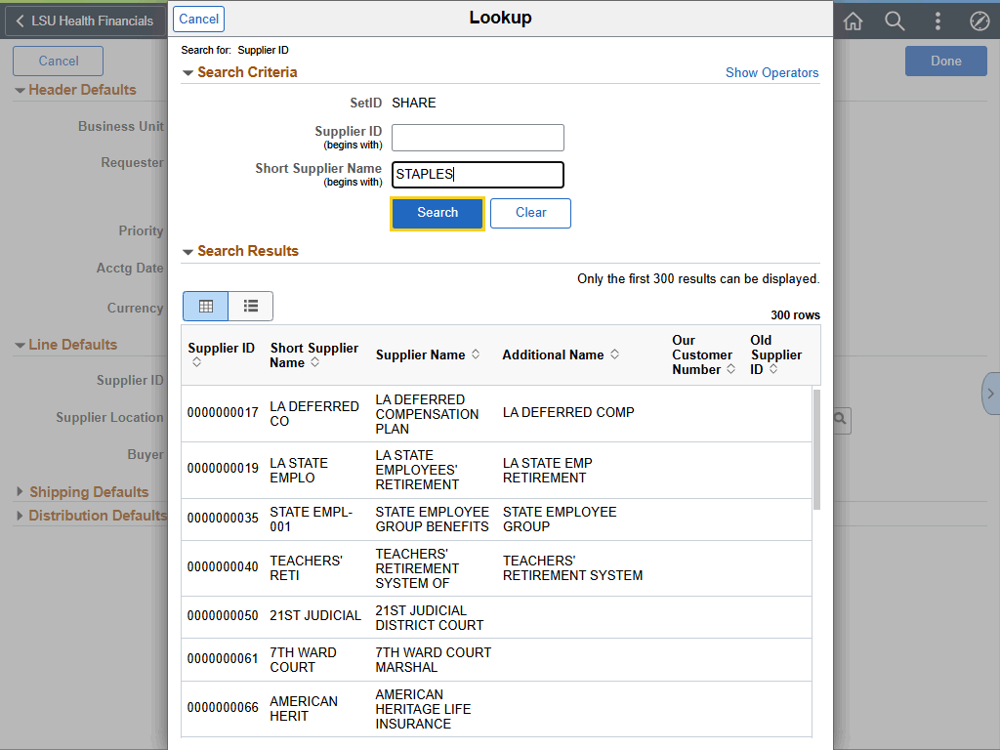 LSU Health Financials
Cancel
Lookup
Cancel
Done
Header Defaults
Business Unit
Requester
Priority
Acctg Date
Currency
Line Defaults
Supplier ID
Supplier Location
Buyer
Shipping Defaults
Distribution Defaults
Search for: Supplier ID
Search Criteria
Show Operators
SetID SHARE
Supplier ID
(begins with)
Short Supplier Name
(begins with)
STAPLES
Search
Clear
Search Results
Only the first 300 results can be displayed.
300 rows
Supplier ID
Short Supplier
Name
Supplier Name
Additional Name
Our
Customer
Number
Old
Supplier
ID
0000000017
LA DEFERRED
CO
LA DEFERRED
COMPENSATION
PLAN
LA DEFERRED COMP
0000000019
LA STATE
EMPLO
LA STATE
EMPLOYEES'
RETIREMENT
LA STATE EMP
RETIREMENT
0000000035
STATE EMPL-
001
STATE EMPLOYEE
GROUP BENEFITS
STATE EMPLOYEE
GROUP
0000000040
TEACHERS'
RETI
TEACHERS'
RETIREMENT
SYSTEM OF
TEACHERS'
RETIREMENT SYSTEM
0000000050
21ST JUDICIAL
21ST JUDICIAL
DISTRICT COURT
0000000061
7TH WARD
COURT
7TH WARD COURT
MARSHAL
0000000066
AMERICAN
HERIT
AMERICAN
HERITAGE LIFE
INSURANCE